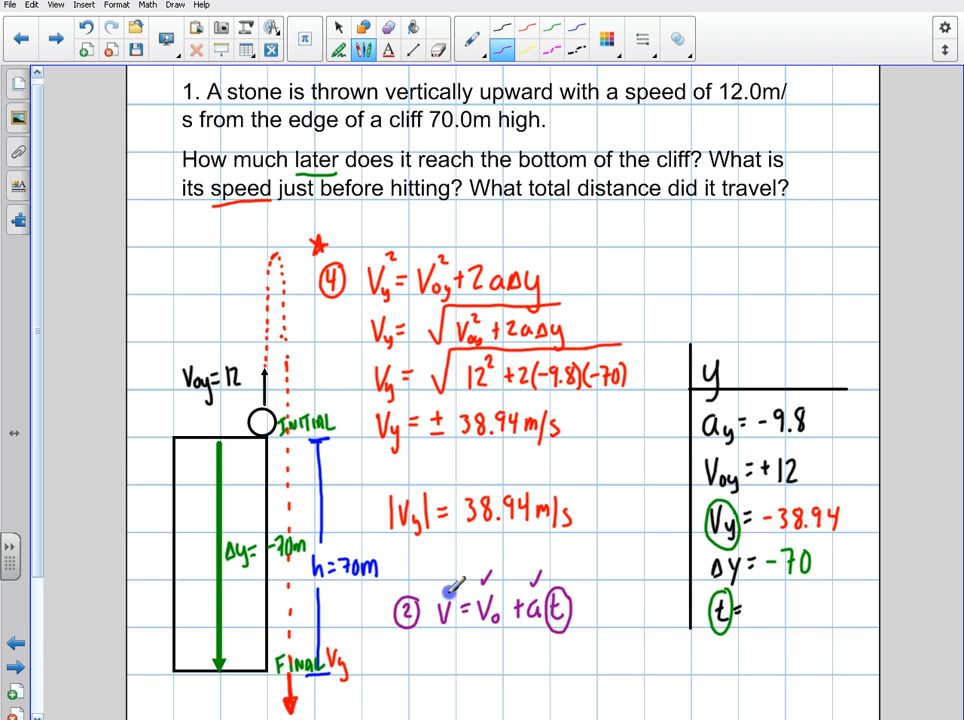 File Edit View Insert Format Math Draw Tools Help
π
A
1. A stone is thrown vertically upward with a speed of 12.0m/
s from the edge of a cliff 70.0m high.
How much later does it reach the bottom of the cliff? What is
its speed just before hitting? What total distance did it travel?
④ Vy² = Voy² + 2aΔy
Vy = √Voy² + 2aΔy
Vy = √12² + 2(-9.8)(-70)
Vy = ± 38.94 m/s
|Vy| = 38.94 m/s
② V = Vo + at
Voy = 12
INITIAL
Δy = -70m
h = 70m
FINAL Vy
y
ay = -9.8
Voy = +12
Vy = -38.94
Δy = -70
t =